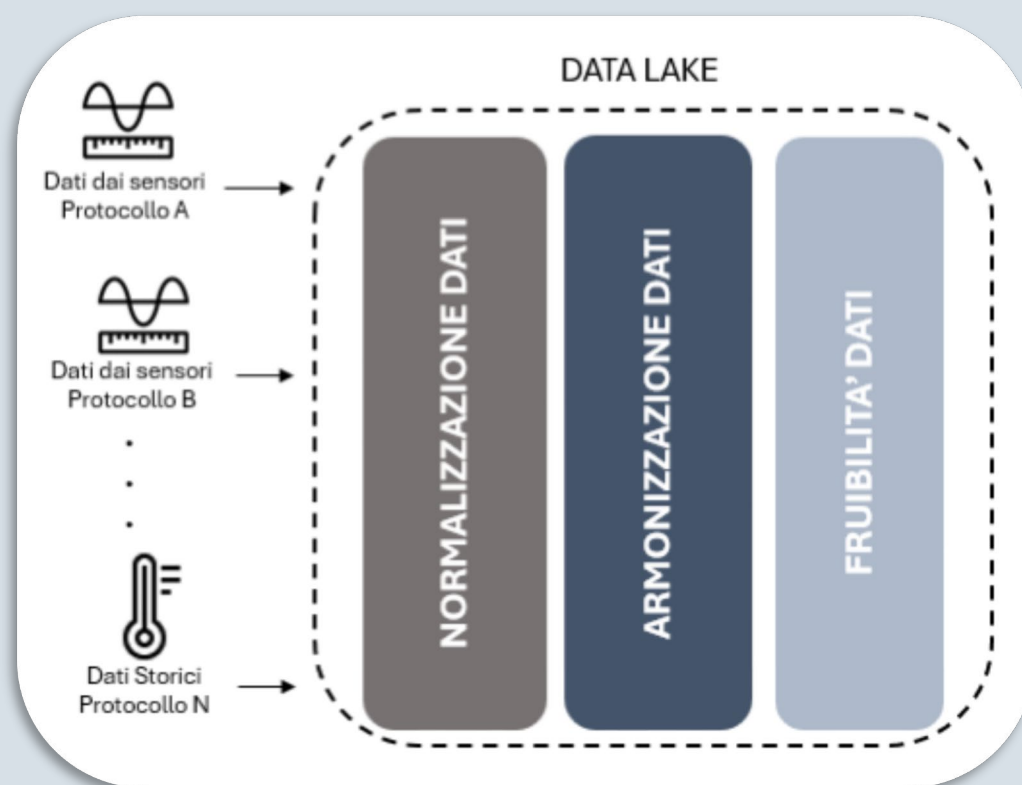 DATA LAKE
Dati dai sensori
Protocollo A
Dati dai sensori
Protocollo B
.
.
.
Dati Storici
Protocollo N
NORMALIZZAZIONE DATI
ARMONIZZAZIONE DATI
FRUIBILITA’ DATI